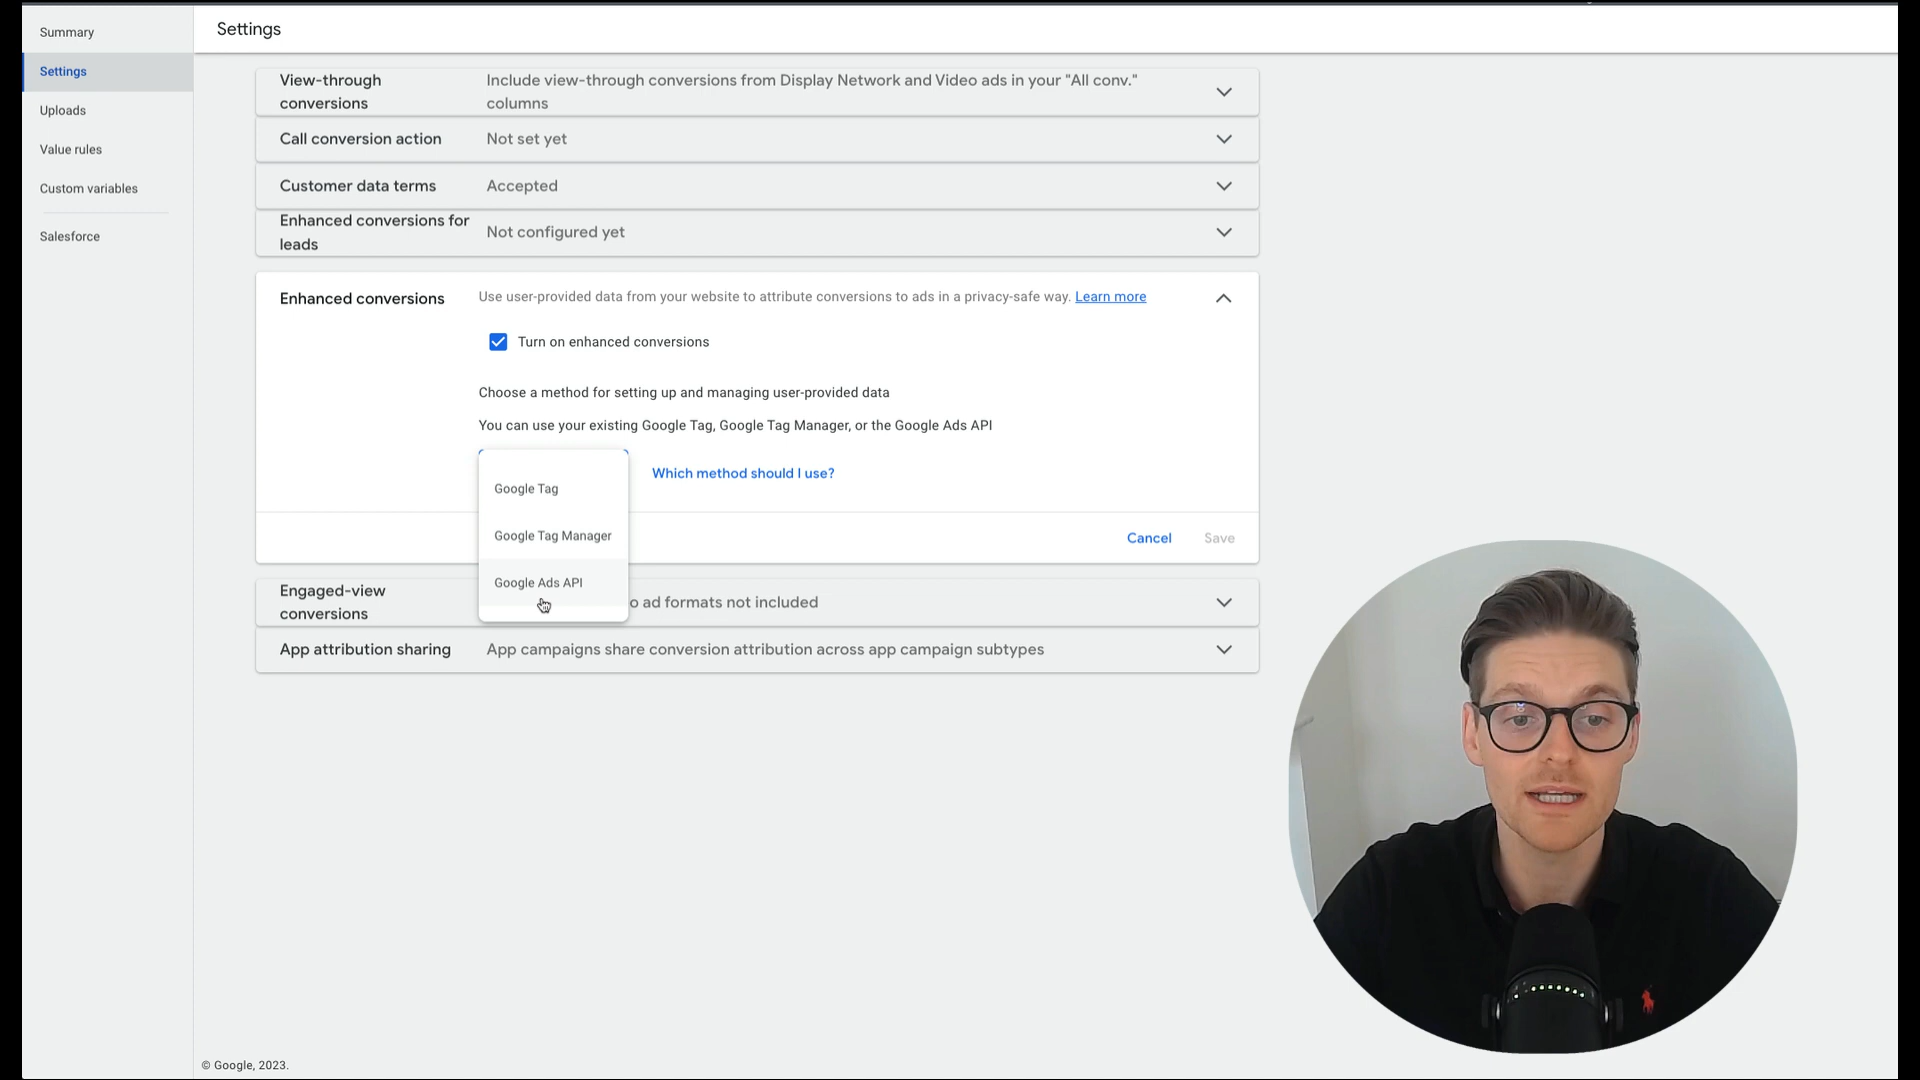 Summary
Settings
Uploads
Value rules
Custom variables
Salesforce
Settings
View-through
conversions
Include view-through conversions from Display Network and Video ads in your "All conv."
columns
Call conversion action
Not set yet
Customer data terms
Accepted
Enhanced conversions for
leads
Not configured yet
Enhanced conversions
Use user-provided data from your website to attribute conversions to ads in a privacy-safe way. Learn more
Turn on enhanced conversions
Choose a method for setting up and managing user-provided data
You can use your existing Google Tag, Google Tag Manager, or the Google Ads API
Which method should I use?
Google Tag
Google Tag Manager
Google Ads API
Cancel
Save
Engaged-view
conversions
o ad formats not included
App attribution sharing
App campaigns share conversion attribution across app campaign subtypes
© Google, 2023.